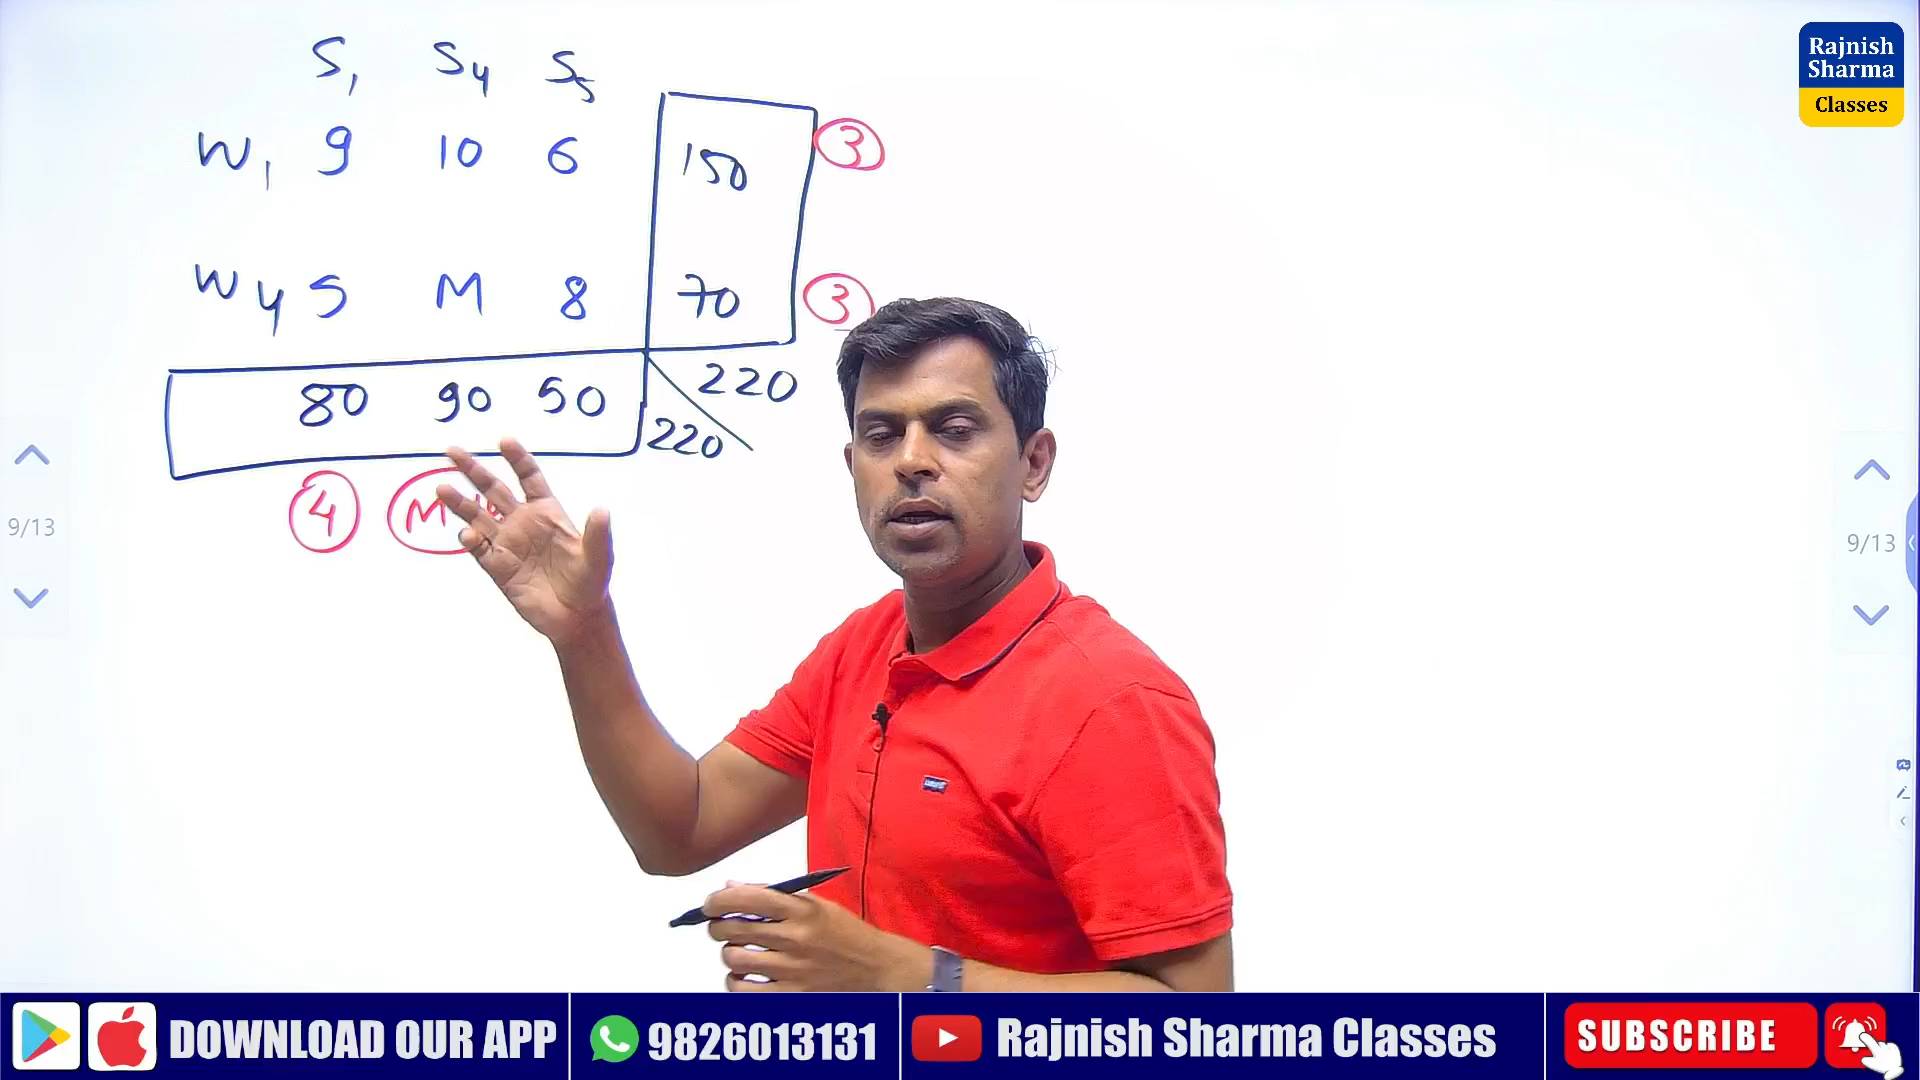 S1 S4 S5
W1 9 10 6 150 3
W4 5 M 8 70 3
80 90 50 220
220
4
Rajnish
Sharma
Classes
9/13
9/13
DOWNLOAD OUR APP
9826013131
Rajnish Sharma Classes
SUBSCRIBE